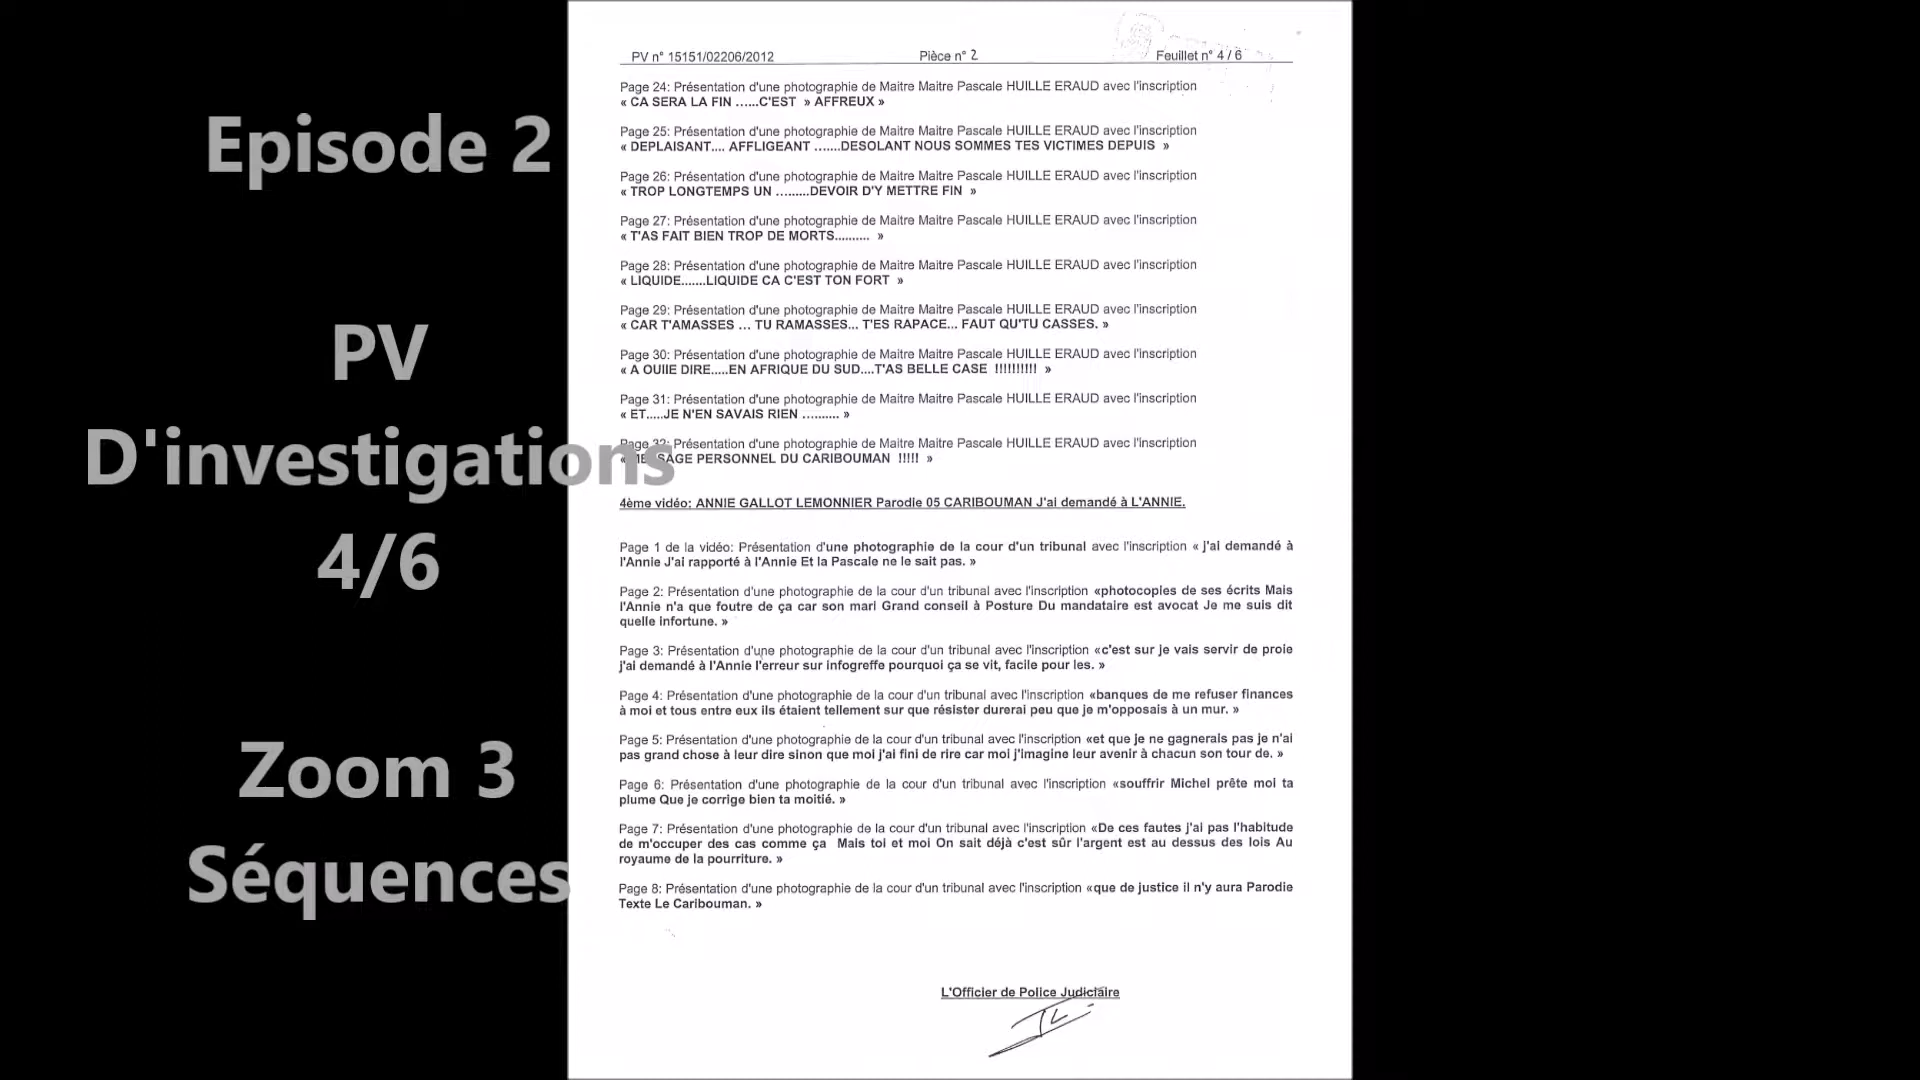 Episode 2
PV
D'investigations
4/6
Zoom 3
Séquences
PV n° 15151/02206/2012 Pièce n° 2 Feuillet n° 4 / 6
Page 24: Présentation d'une photographie de Maitre Maitre Pascale HUILLE ERAUD avec l'inscription
« CA SERA LA FIN ......C'EST » AFFREUX »
Page 25: Présentation d'une photographie de Maitre Maitre Pascale HUILLE ERAUD avec l'inscription
« DEPLAISANT.... AFFLIGEANT .......DESOLANT NOUS SOMMES TES VICTIMES DEPUIS »
Page 26: Présentation d'une photographie de Maitre Maitre Pascale HUILLE ERAUD avec l'inscription
« TROP LONGTEMPS UN .........DEVOIR D'Y METTRE FIN »
Page 27: Présentation d'une photographie de Maitre Maitre Pascale HUILLE ERAUD avec l'inscription
« T'AS FAIT BIEN TROP DE MORTS.......... »
Page 28: Présentation d'une photographie de Maitre Maitre Pascale HUILLE ERAUD avec l'inscription
« LIQUIDE.......LIQUIDE CA C'EST TON FORT »
Page 29: Présentation d'une photographie de Maitre Maitre Pascale HUILLE ERAUD avec l'inscription
« CAR T'AMASSES ... TU RAMASSES... T'ES RAPACE... FAUT QU'TU CASSES. »
Page 30: Présentation d'une photographie de Maitre Maitre Pascale HUILLE ERAUD avec l'inscription
« A OUIIE DIRE.....EN AFRIQUE DU SUD....T'AS BELLE CASE !!!!!!!!!! »
Page 31: Présentation d'une photographie de Maitre Maitre Pascale HUILLE ERAUD avec l'inscription
« ET.....JE N'EN SAVAIS RIEN .......... »
Page 32: Présentation d'une photographie de Maitre Maitre Pascale HUILLE ERAUD avec l'inscription
« MESSAGE PERSONNEL DU CARIBOUMAN !!!!! »
4ème vidéo: ANNIE GALLOT LEMONNIER Parodie 05 CARIBOUMAN J'ai demandé à L'ANNIE.
Page 1 de la vidéo: Présentation d'une photographie de la cour d'un tribunal avec l'inscription « j'ai demandé à
l'Annie J'ai rapporté à l'Annie Et la Pascale ne le sait pas. »
Page 2: Présentation d'une photographie de la cour d'un tribunal avec l'inscription «photocopies de ses écrits Mais
l'Annie n'a que foutre de ça car son mari Grand conseil à Posture Du mandataire est avocat Je me suis dit
quelle infortune. »
Page 3: Présentation d'une photographie de la cour d'un tribunal avec l'inscription «c'est sur je vais servir de proie
j'ai demandé à l'Annie l'erreur sur infogreffe pourquoi ça se vit, facile pour les. »
Page 4: Présentation d'une photographie de la cour d'un tribunal avec l'inscription «banques de me refuser finances
à moi et tous entre eux ils étaient tellement sur que résister durerai peu que je m'opposais à un mur. »
Page 5: Présentation d'une photographie de la cour d'un tribunal avec l'inscription «et que je ne gagnerais pas je n'ai
pas grand chose à leur dire sinon que moi j'ai fini de rire car moi j'imagine leur avenir à chacun son tour de. »
Page 6: Présentation d'une photographie de la cour d'un tribunal avec l'inscription «souffrir Michel prête moi ta
plume Que je corrige bien ta moitié. »
Page 7: Présentation d'une photographie de la cour d'un tribunal avec l'inscription «De ces fautes j'ai pas l'habitude
de m'occuper des cas comme ça Mais toi et moi On sait déjà c'est sûr l'argent est au dessus des lois Au
royaume de la pourriture. »
Page 8: Présentation d'une photographie de la cour d'un tribunal avec l'inscription «que de justice il n'y aura Parodie
Texte Le Caribouman. »
L'Officier de Police Judiciaire